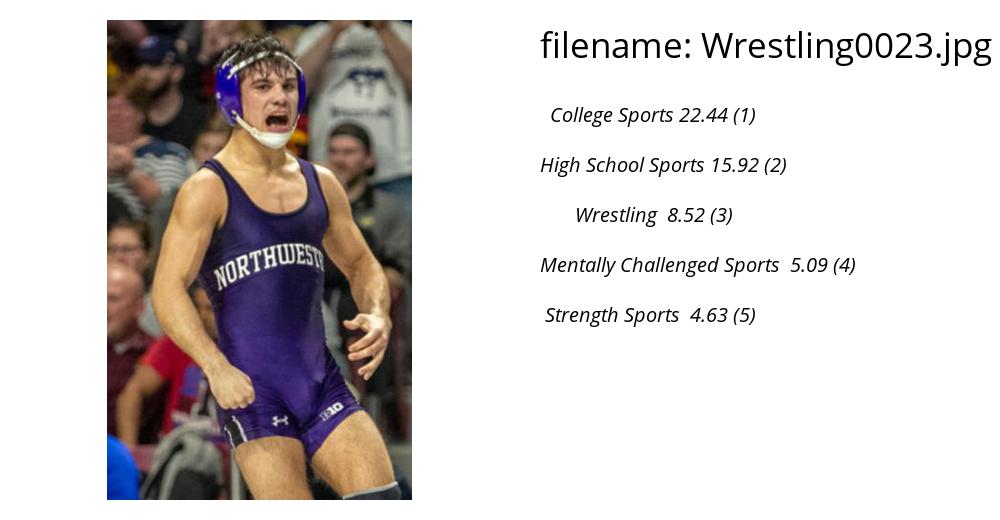 filename: Wrestling0023.jpg
College Sports 22.44 (1)
High School Sports 15.92 (2)
Wrestling 8.52 (3)
Mentally Challenged Sports 5.09 (4)
Strength Sports 4.63 (5)
NORTHWESTE
B1G